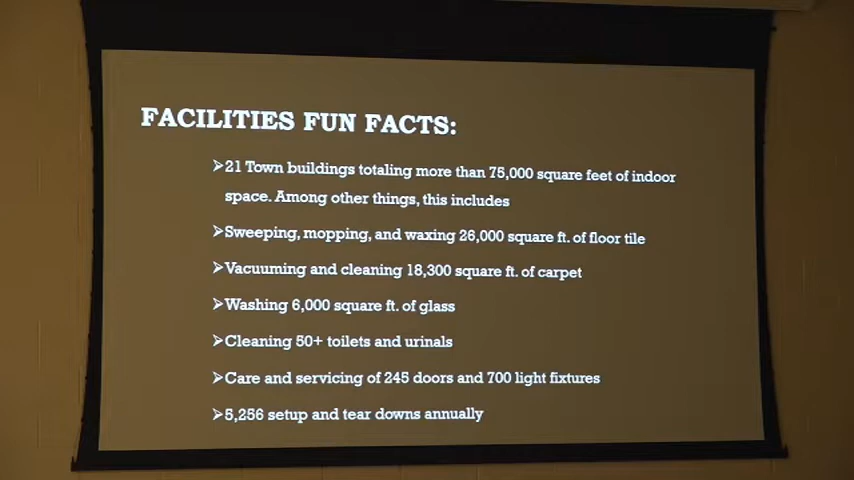 FACILITIES FUN FACTS:
➢21 Town buildings totaling more than 75,000 square feet of indoor
space. Among other things, this includes
➢Sweeping, mopping, and waxing 26,000 square ft. of floor tile
➢Vacuuming and cleaning 18,300 square ft. of carpet
➢Washing 6,000 square ft. of glass
➢Cleaning 50+ toilets and urinals
➢Care and servicing of 245 doors and 700 light fixtures
➢5,256 setup and tear downs annually